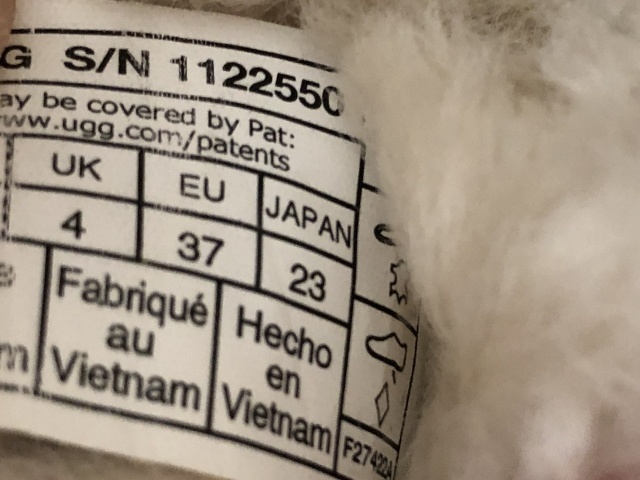 G S/N 1122550
ay be covered by Pat:
ww.ugg.com/patents
UK EU JAPAN
4 37 23
Fabriqué
au
Vietnam
Hecho
en
Vietnam
m
F27420A